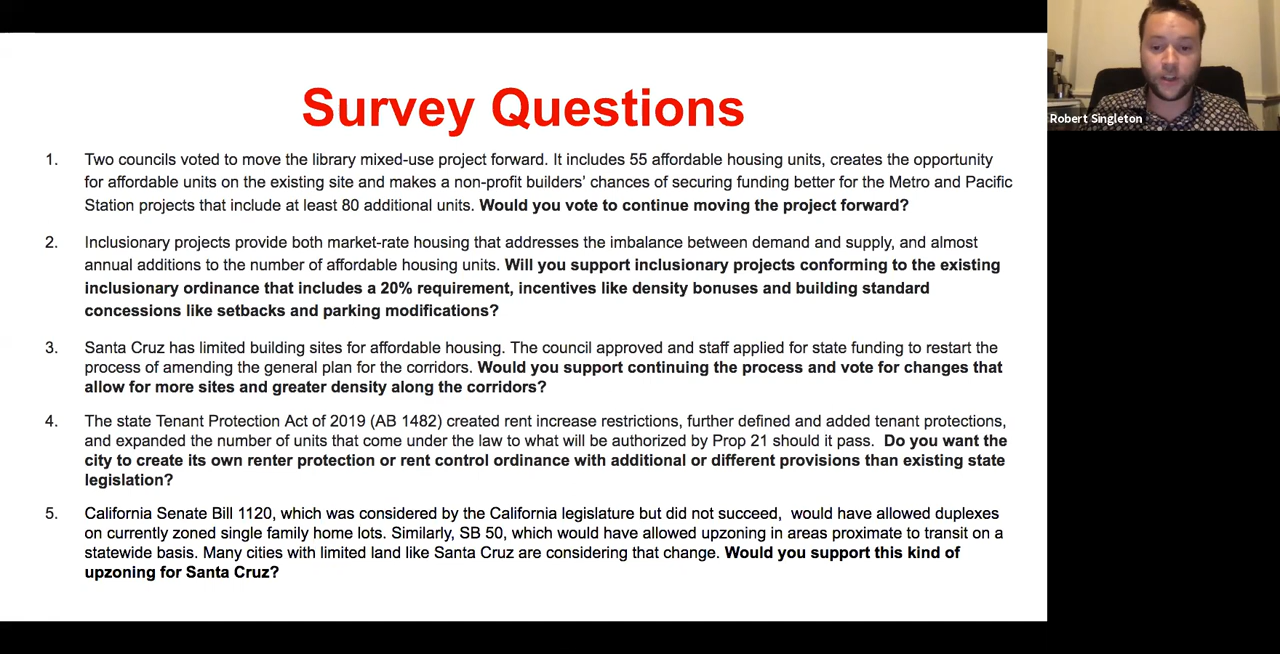 Survey Questions
1. Two councils voted to move the library mixed-use project forward. It includes 55 affordable housing units, creates the opportunity
for affordable units on the existing site and makes a non-profit builders’ chances of securing funding better for the Metro and Pacific
Station projects that include at least 80 additional units. Would you vote to continue moving the project forward?
2. Inclusionary projects provide both market-rate housing that addresses the imbalance between demand and supply, and almost
annual additions to the number of affordable housing units. Will you support inclusionary projects conforming to the existing
inclusionary ordinance that includes a 20% requirement, incentives like density bonuses and building standard
concessions like setbacks and parking modifications?
3. Santa Cruz has limited building sites for affordable housing. The council approved and staff applied for state funding to restart the
process of amending the general plan for the corridors. Would you support continuing the process and vote for changes that
allow for more sites and greater density along the corridors?
4. The state Tenant Protection Act of 2019 (AB 1482) created rent increase restrictions, further defined and added tenant protections,
and expanded the number of units that come under the law to what will be authorized by Prop 21 should it pass. Do you want the
city to create its own renter protection or rent control ordinance with additional or different provisions than existing state
legislation?
5. California Senate Bill 1120, which was considered by the California legislature but did not succeed, would have allowed duplexes
on currently zoned single family home lots. Similarly, SB 50, which would have allowed upzoning in areas proximate to transit on a
statewide basis. Many cities with limited land like Santa Cruz are considering that change. Would you support this kind of
upzoning for Santa Cruz?
Robert Singleton